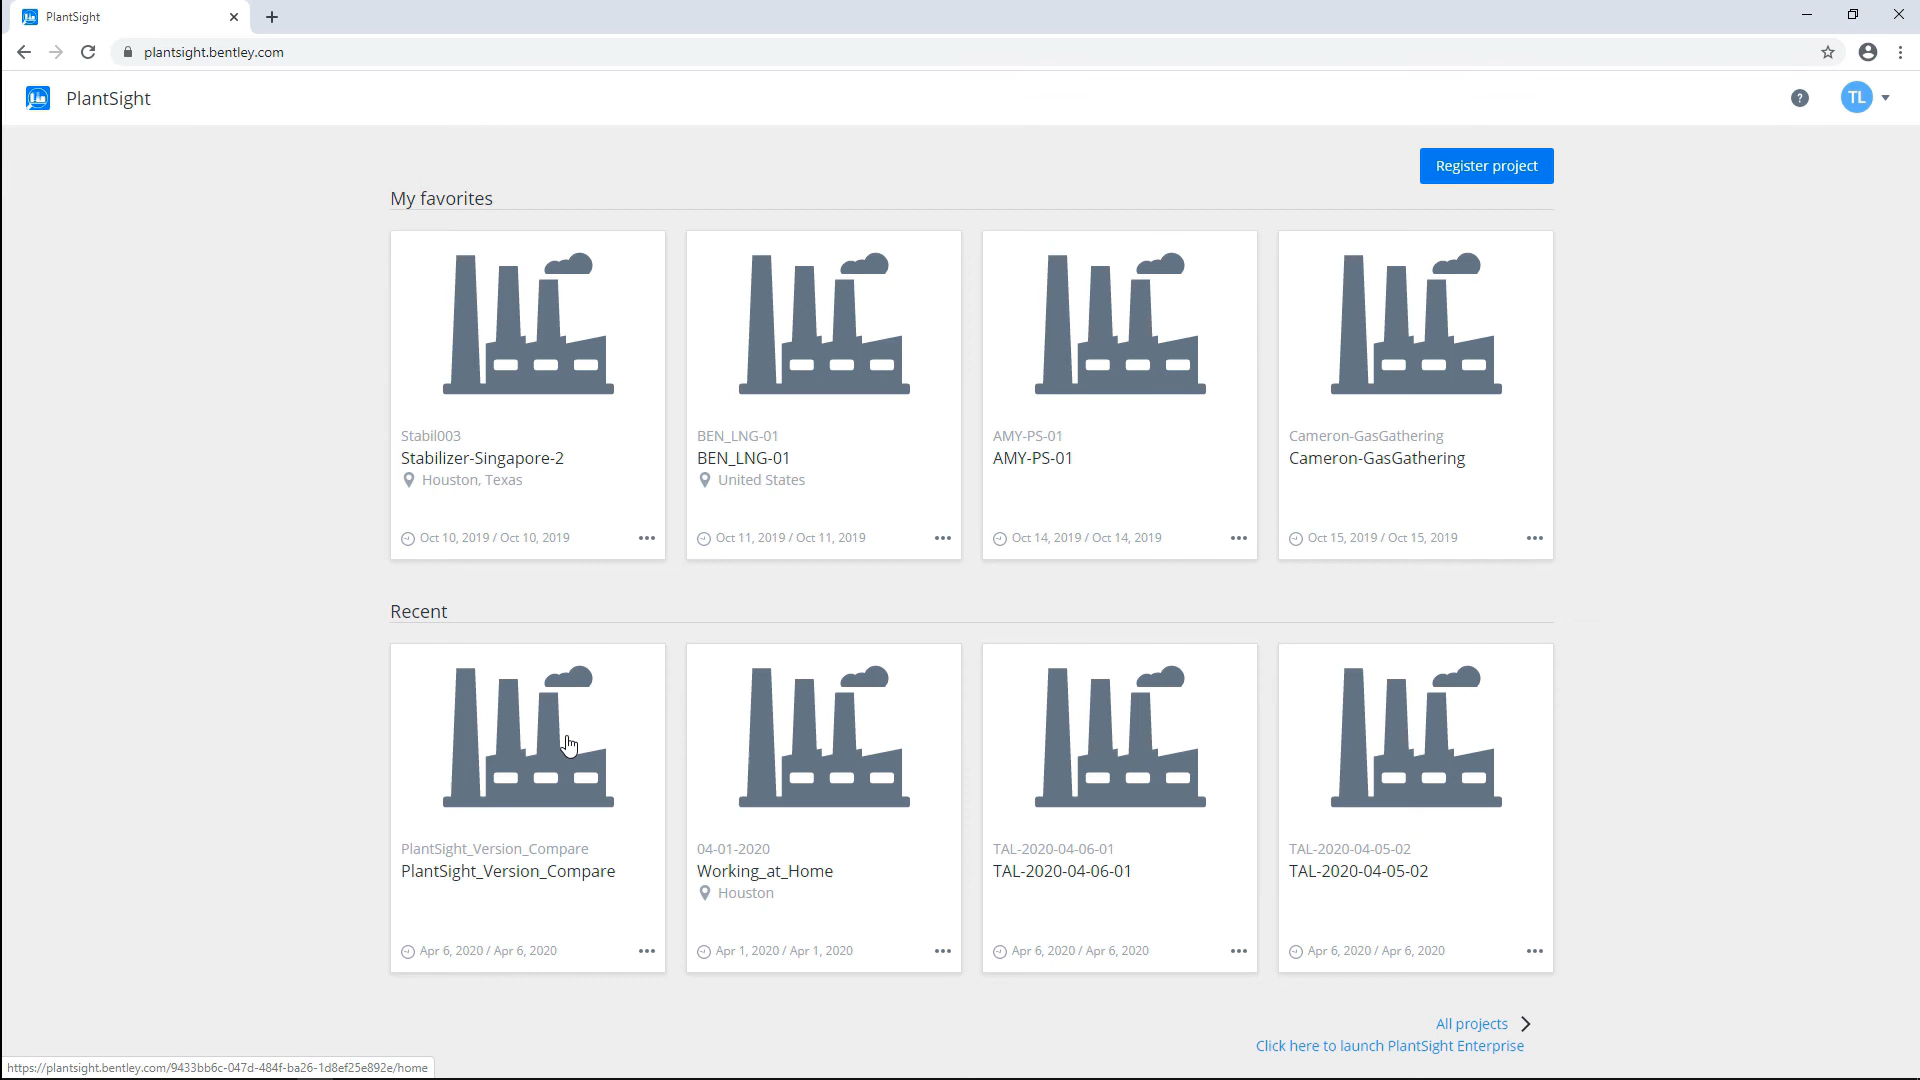 PlantSight
plantsight.bentley.com
PlantSight
?
TL
Register project
My favorites
Stabil003
Stabilizer-Singapore-2
Houston, Texas
Oct 10, 2019 / Oct 10, 2019
BEN_LNG-01
BEN_LNG-01
United States
Oct 11, 2019 / Oct 11, 2019
AMY-PS-01
AMY-PS-01
Oct 14, 2019 / Oct 14, 2019
Cameron-GasGathering
Cameron-GasGathering
Oct 15, 2019 / Oct 15, 2019
Recent
PlantSight_Version_Compare
PlantSight_Version_Compare
Apr 6, 2020 / Apr 6, 2020
04-01-2020
Working_at_Home
Houston
Apr 1, 2020 / Apr 1, 2020
TAL-2020-04-06-01
TAL-2020-04-06-01
Apr 6, 2020 / Apr 6, 2020
TAL-2020-04-05-02
TAL-2020-04-05-02
Apr 6, 2020 / Apr 6, 2020
All projects
Click here to launch PlantSight Enterprise
https://plantsight.bentley.com/9433bb6c-047d-484f-ba26-1d8ef25e892e/home